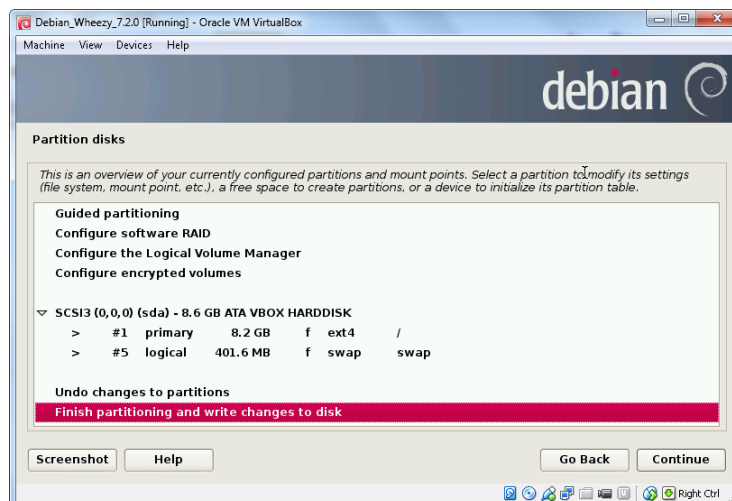 Debian_Wheezy_7.2.0 [Running] - Oracle VM VirtualBox
Machine View Devices Help
debian
Partition disks
This is an overview of your currently configured partitions and mount points. Select a partition to modify its settings
(file system, mount point, etc.), a free space to create partitions, or a device to initialize its partition table.
Guided partitioning
Configure software RAID
Configure the Logical Volume Manager
Configure encrypted volumes
SCSI3 (0,0,0) (sda) - 8.6 GB ATA VBOX HARDDISK
> #1 primary 8.2 GB f ext4 /
> #5 logical 401.6 MB f swap swap
Undo changes to partitions
Finish partitioning and write changes to disk
Screenshot Help Go Back Continue
Right Ctrl